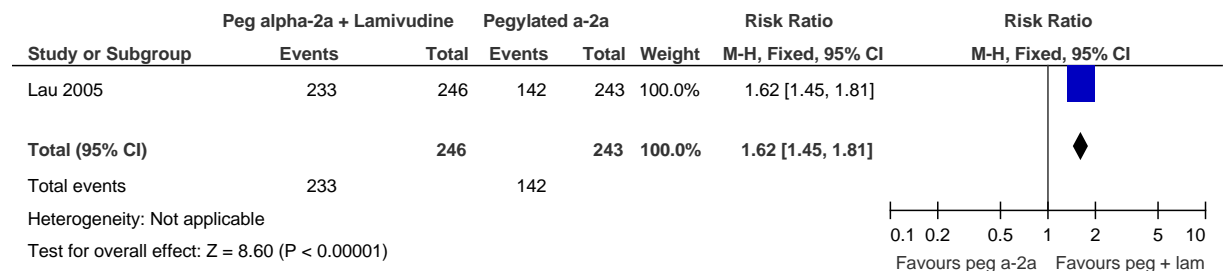 Peg alpha-2a + Lamivudine Pegylated a-2a Risk Ratio Risk Ratio
Study or Subgroup Events Total Events Total Weight M-H, Fixed, 95% CI M-H, Fixed, 95% CI
Lau 2005 233 246 142 243 100.0% 1.62 [1.45, 1.81]
Total (95% CI) 246 243 100.0% 1.62 [1.45, 1.81]
Total events 233 142
Heterogeneity: Not applicable
Test for overall effect: Z = 8.60 (P < 0.00001)
0.1 0.2 0.5 1 2 5 10
Favours peg a-2a Favours peg + lam